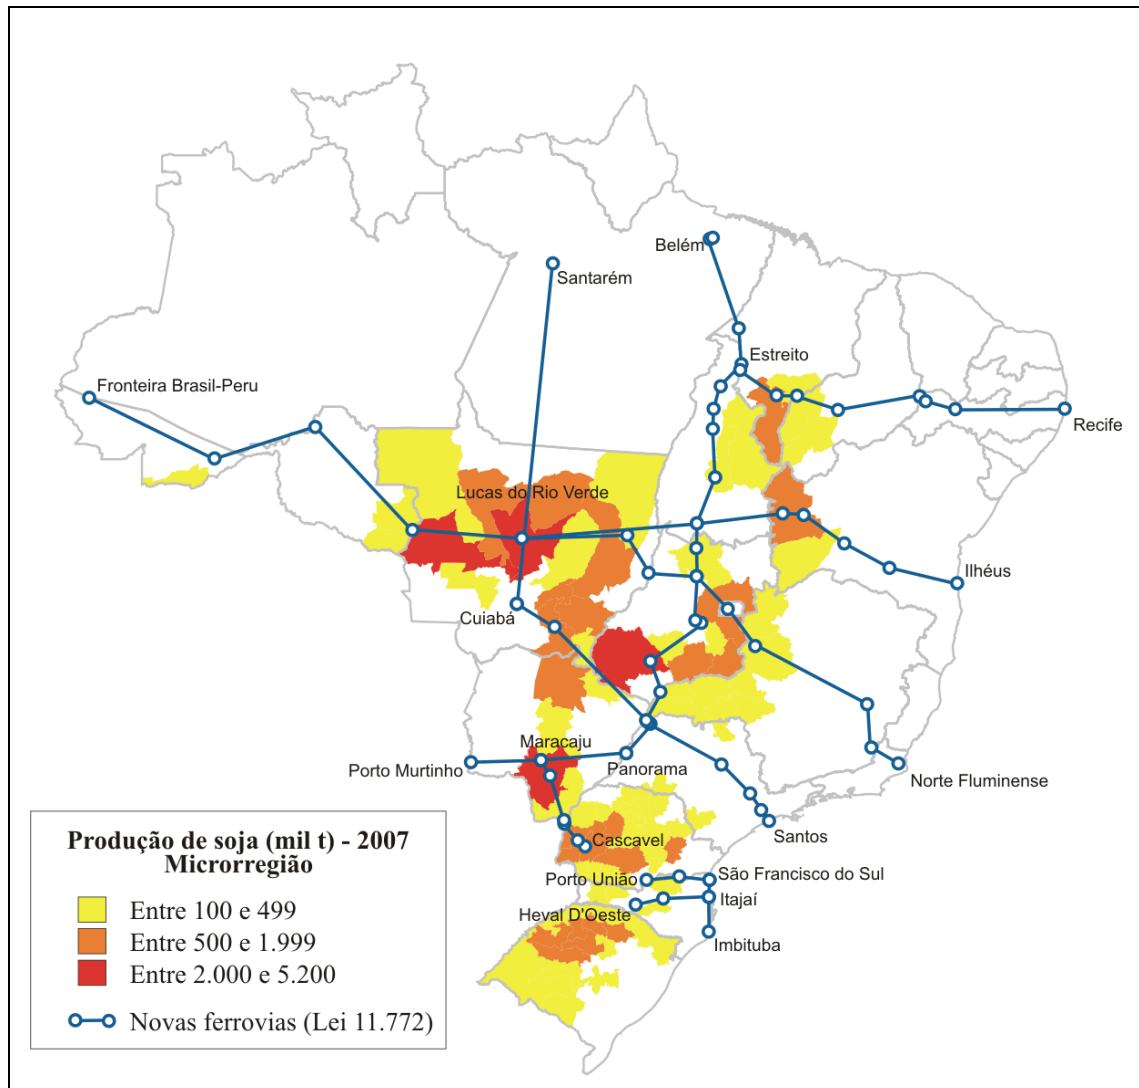 Belém
Santarém
Estreito
Fronteira Brasil-Peru
Recife
Lucas do Rio Verde
Ilhéus
Cuiabá
Maracaju
Porto Murtinho
Panorama
Norte Fluminense
Santos
Cascavel
Porto União
São Francisco do Sul
Itajaí
Heval D'Oeste
Imbituba
Produção de soja (mil t) - 2007
Microrregião
Entre 100 e 499
Entre 500 e 1.999
Entre 2.000 e 5.200
Novas ferrovias (Lei 11.772)